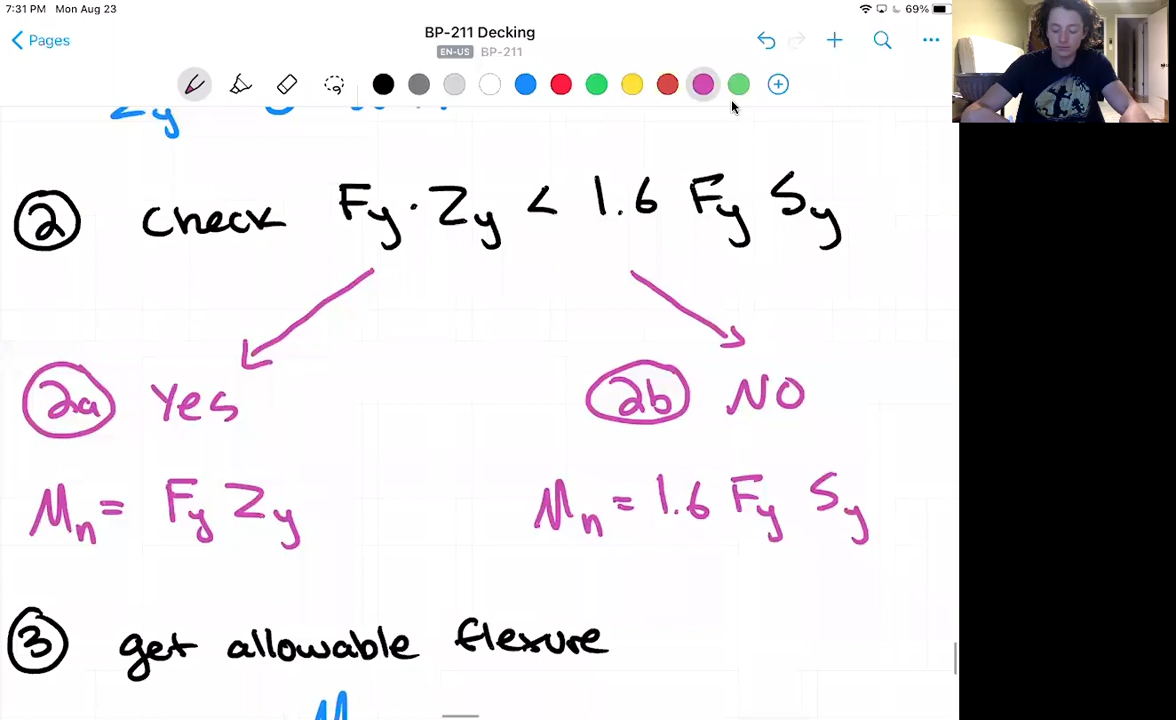 7:31 PM Mon Aug 23
69%
Pages
BP-211 Decking
EN-US BP-211
2 check Fy · Zy < 1.6 Fy Sy
2a Yes
2b NO
Mn = Fy Zy
Mn = 1.6 Fy Sy
3 get allowable flexure
M